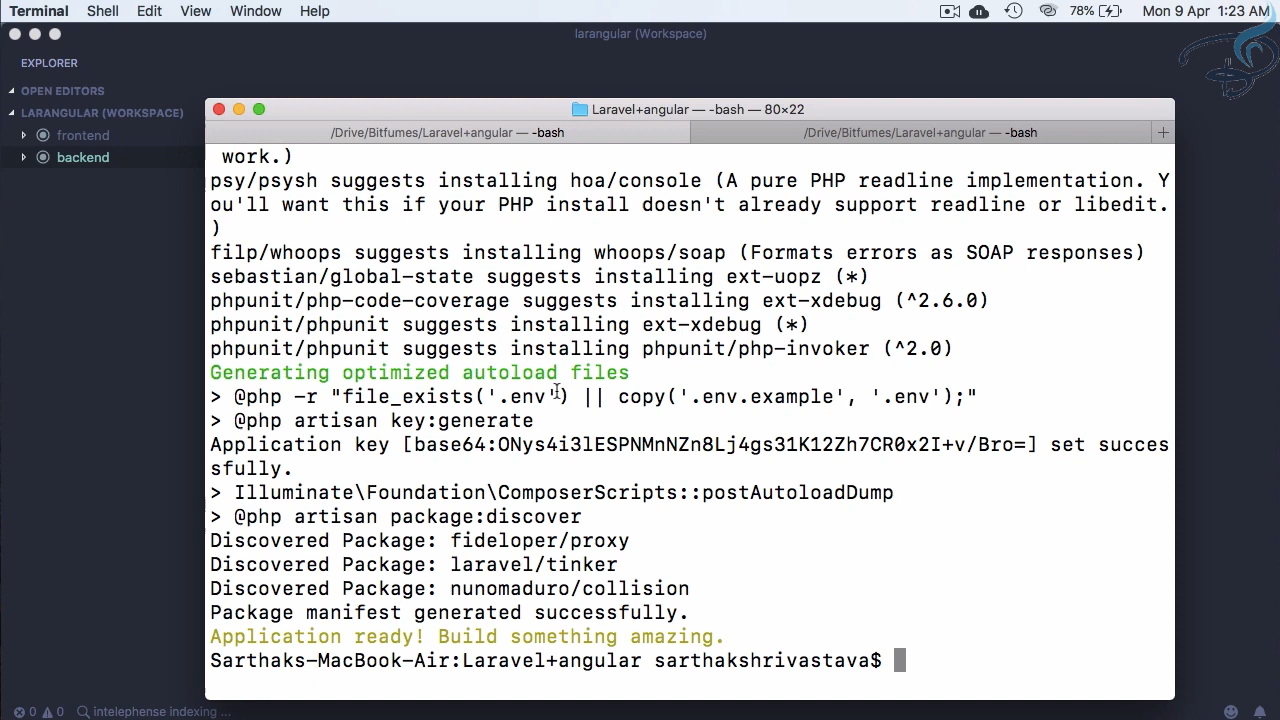 Terminal Shell Edit View Window Help 78% Mon 9 Apr 1:23 AM
larangular (Workspace)
EXPLORER
OPEN EDITORS
LARANGULAR (WORKSPACE)
frontend
backend
Laravel+angular — -bash — 80×22
/Drive/Bitfumes/Laravel+angular — -bash /Drive/Bitfumes/Laravel+angular — -bash +
work.)
psy/psysh suggests installing hoa/console (A pure PHP readline implementation. Y
ou'll want this if your PHP install doesn't already support readline or libedit.
)
filp/whoops suggests installing whoops/soap (Formats errors as SOAP responses)
sebastian/global-state suggests installing ext-uopz (*)
phpunit/php-code-coverage suggests installing ext-xdebug (^2.6.0)
phpunit/phpunit suggests installing ext-xdebug (*)
phpunit/phpunit suggests installing phpunit/php-invoker (^2.0)
Generating optimized autoload files
> @php -r "file_exists('.env') || copy('.env.example', '.env');"
> @php artisan key:generate
Application key [base64:ONys4i3lESPNMnNZn8Lj4gs31K12Zh7CR0x2I+v/Bro=] set succes
sfully.
> Illuminate\Foundation\ComposerScripts::postAutoloadDump
> @php artisan package:discover
Discovered Package: fideloper/proxy
Discovered Package: laravel/tinker
Discovered Package: nunomaduro/collision
Package manifest generated successfully.
Application ready! Build something amazing.
Sarthaks-MacBook-Air:Laravel+angular sarthakshrivastava$
0 0 intelephense indexing ...